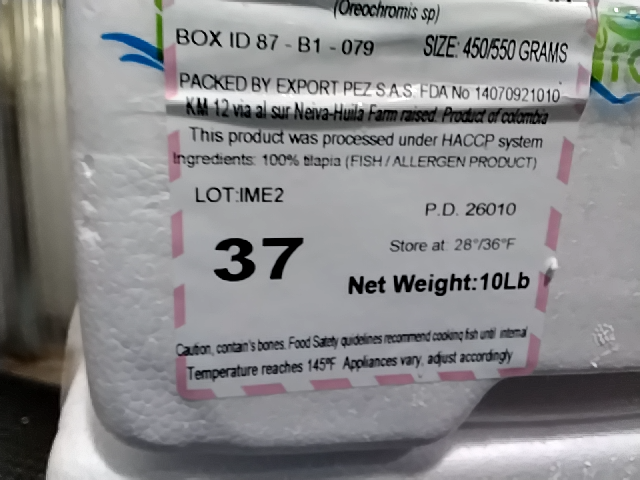 (Oreochromis sp)
BOX ID 87 - B1 - 079 SIZE: 450/550 GRAMS
PACKED BY EXPORT PEZ S.A.S. FDA No 14070921010
KM 12 via al sur Neiva-Huila Farm raised. Product of colombia
This product was processed under HACCP system
Ingredients: 100% tilapia (FISH / ALLERGEN PRODUCT)
LOT:IME2
P.D. 26010
37
Store at 28°/36°F
Net Weight:10Lb
Caution, contain's bones. Food Safaty guidelines recommend cooking fish until internal
Temperature reaches 145ºF Appliances vary, adjust accordingly